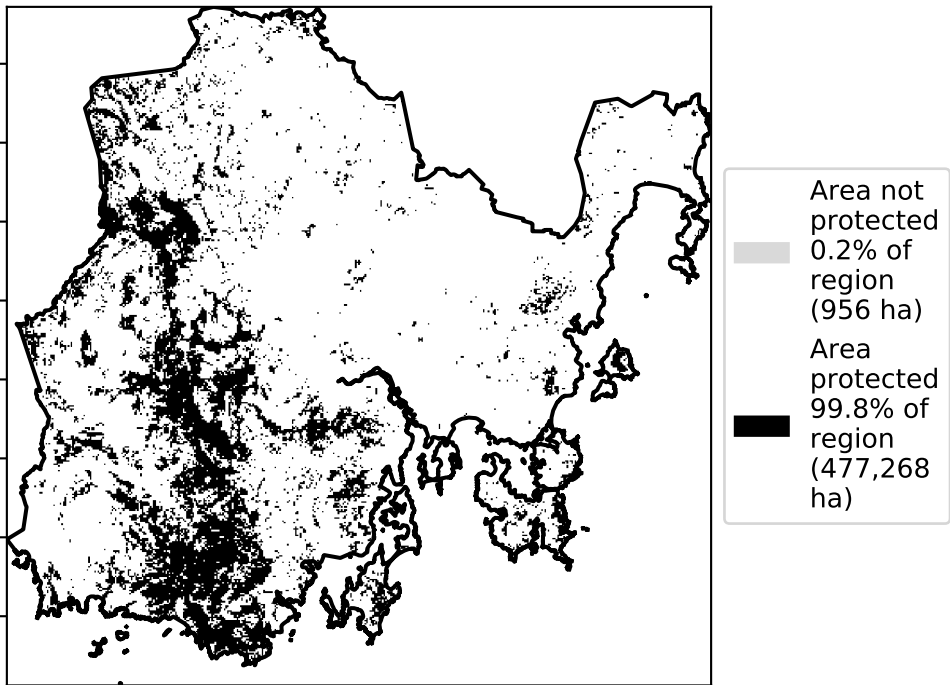 Area not
protected
0.2% of
region
(956 ha)
Area
protected
99.8% of
region
(477,268
ha)